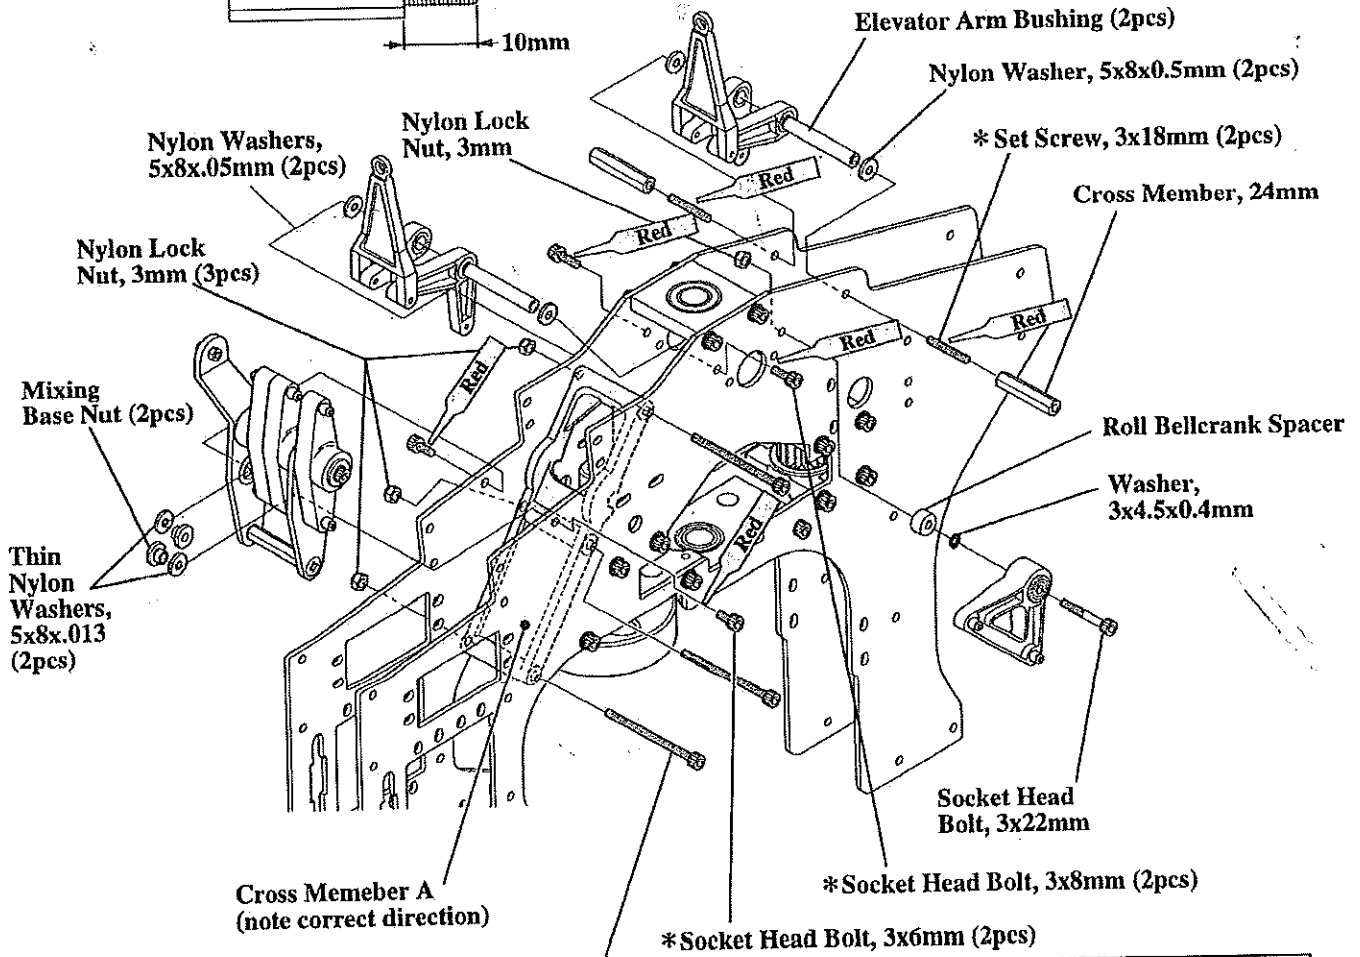 10mm
Elevator Arm Bushing (2pcs)
Nylon Washer, 5x8x0.5mm (2pcs)
Nylon Washers,
5x8x.05mm (2pcs)
Nylon Lock
Nut, 3mm
*Set Screw, 3x18mm (2pcs)
Red
Cross Member, 24mm
Red
Nylon Lock
Nut, 3mm (3pcs)
Red
Red
Red
Mixing
Base Nut (2pcs)
Roll Bellcrank Spacer
Washer,
3x4.5x0.4mm
Red
Thin
Nylon
Washers,
5x8x.013
(2pcs)
Socket Head
Bolt, 3x22mm
Cross Memeber A
(note correct direction)
*Socket Head Bolt, 3x8mm (2pcs)
*Socket Head Bolt, 3x6mm (2pcs)